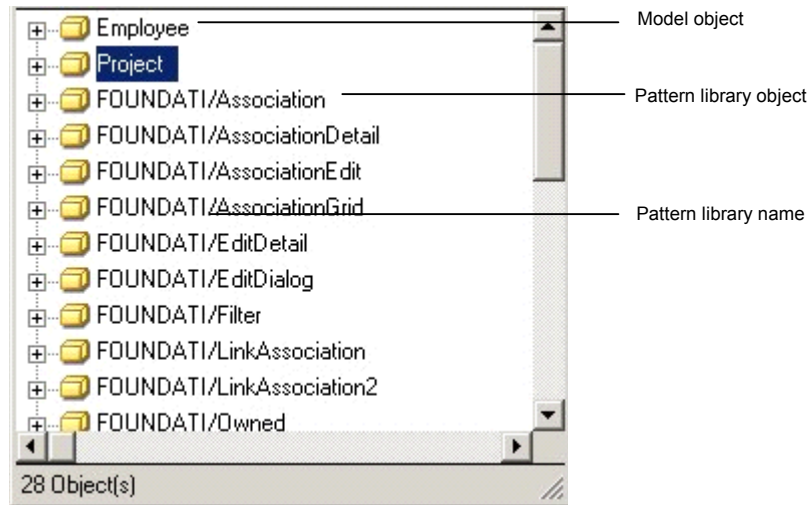 Employee
Model object
Project
FOUNDATI/Association
Pattern library object
FOUNDATI/AssociationDetail
FOUNDATI/AssociationEdit
FOUNDATI/AssociationGrid
Pattern library name
FOUNDATI/EditDetail
FOUNDATI/EditDialog
FOUNDATI/Filter
FOUNDATI/LinkAssociation
FOUNDATI/LinkAssociation2
FOUNDATI/Owned
28 Object(s)